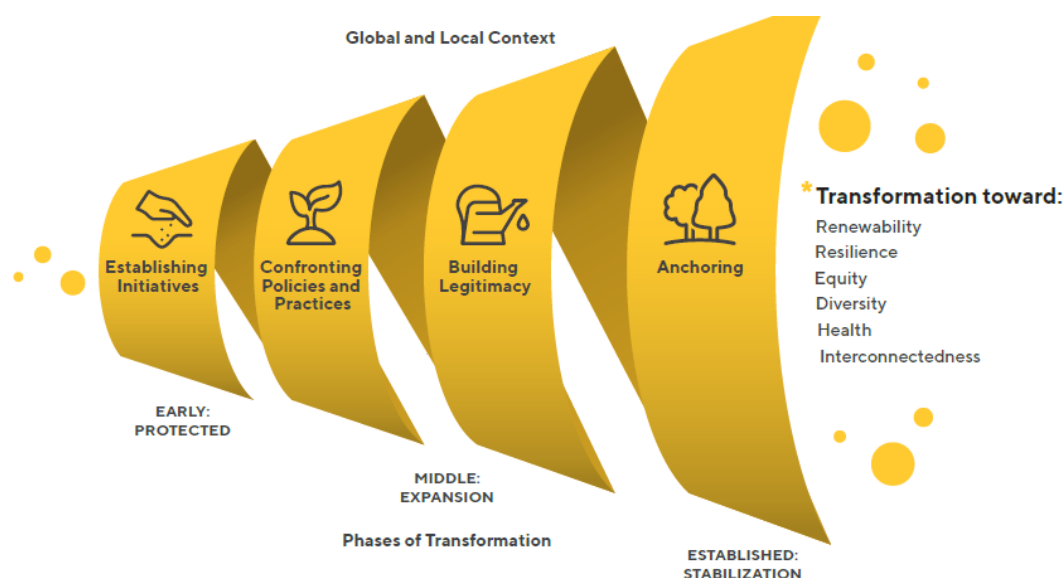 Global and Local Context
Establishing
Initiatives
Confronting
Policies and
Practices
Building
Legitimacy
Anchoring
* Transformation toward:
Renewability
Resilience
Equity
Diversity
Health
Interconnectedness
EARLY:
PROTECTED
MIDDLE:
EXPANSION
Phases of Transformation
ESTABLISHED:
STABILIZATION